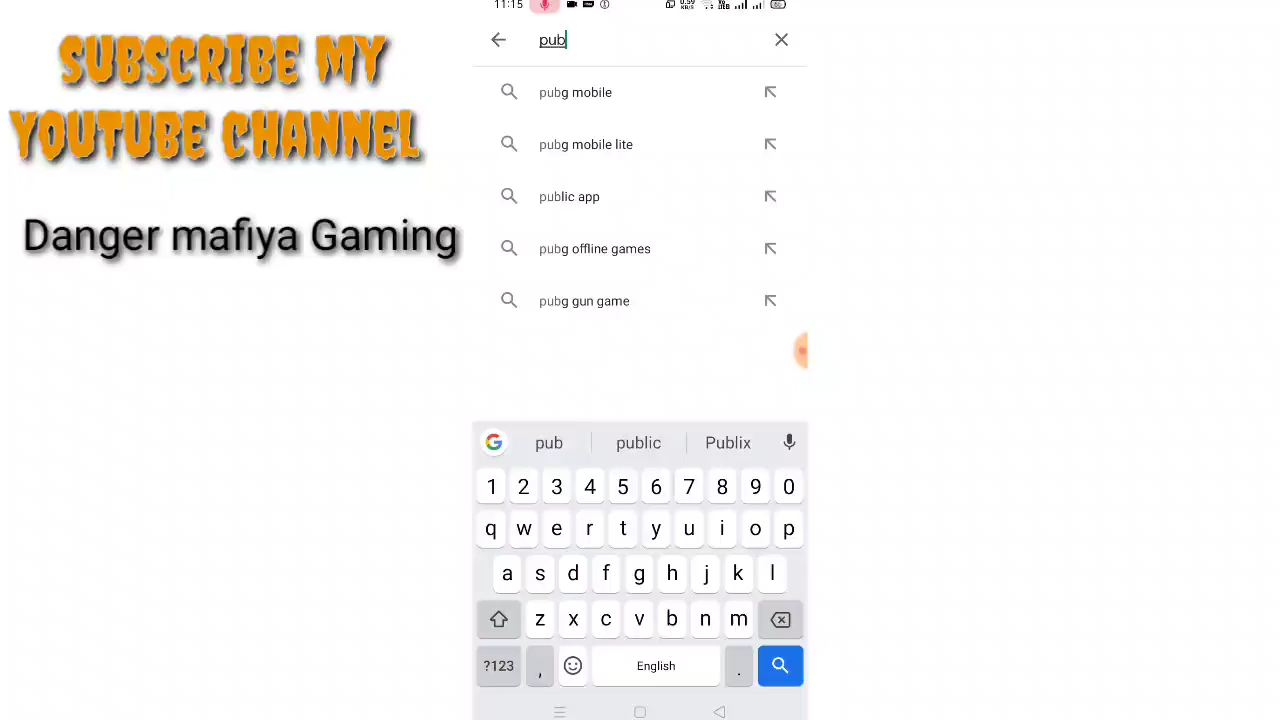 SUBSCRIBE MY
YOUTUBE CHANNEL
Danger mafiya Gaming
11:15
pub
pubg mobile
pubg mobile lite
public app
pubg offline games
pubg gun game
pub public Publix
1 2 3 4 5 6 7 8 9 0
q w e r t y u i o p
a s d f g h j k l
z x c v b n m
?123 , English .